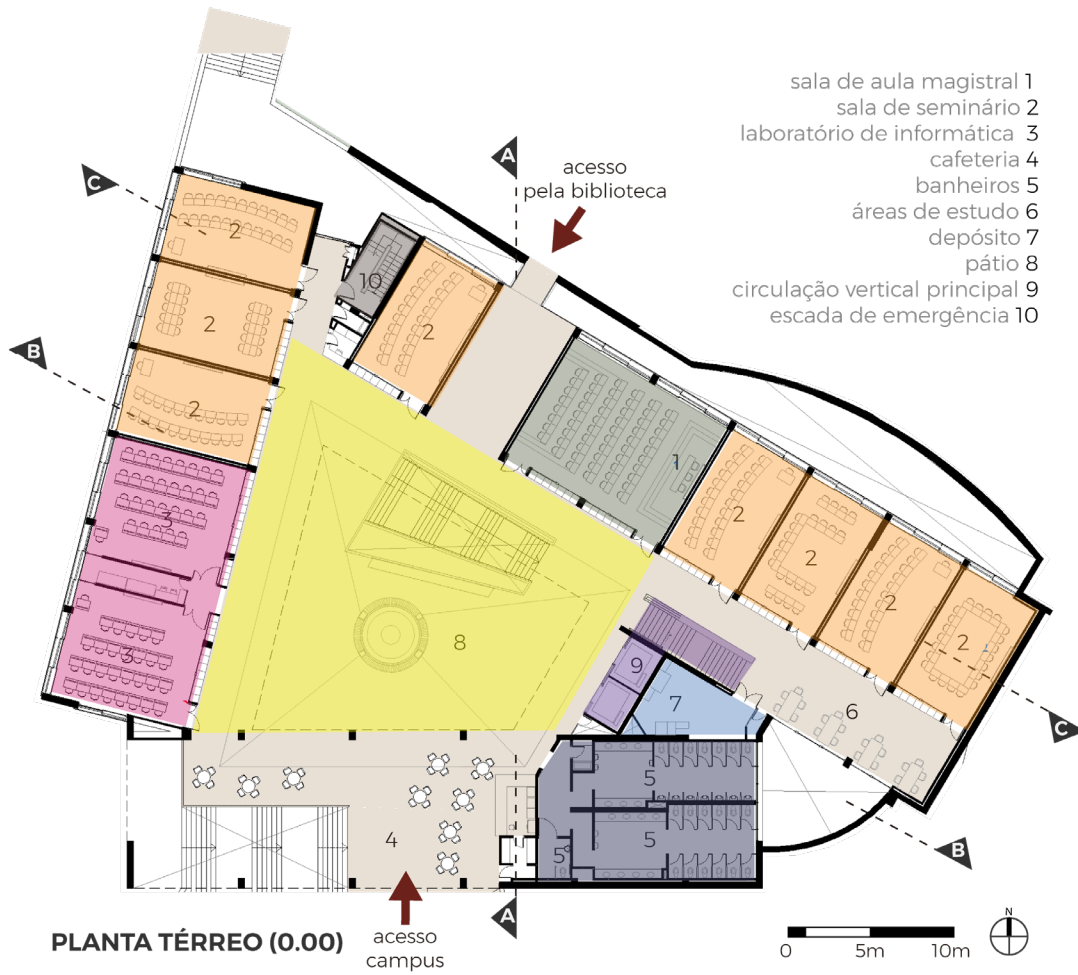 sala de aula magistral 1
sala de seminário 2
laboratório de informática 3
cafeteria 4
banheiros 5
áreas de estudo 6
depósito 7
pátio 8
circulação vertical principal 9
escada de emergência 10
A
acesso
pela biblioteca
C
2
10
2
2
B
2
1
3
2
2
2
2
3
8
9
7
6
C
5
4
5
5
B
A
PLANTA TÉRREO (0.00)
acesso
campus
0 5m 10m
N